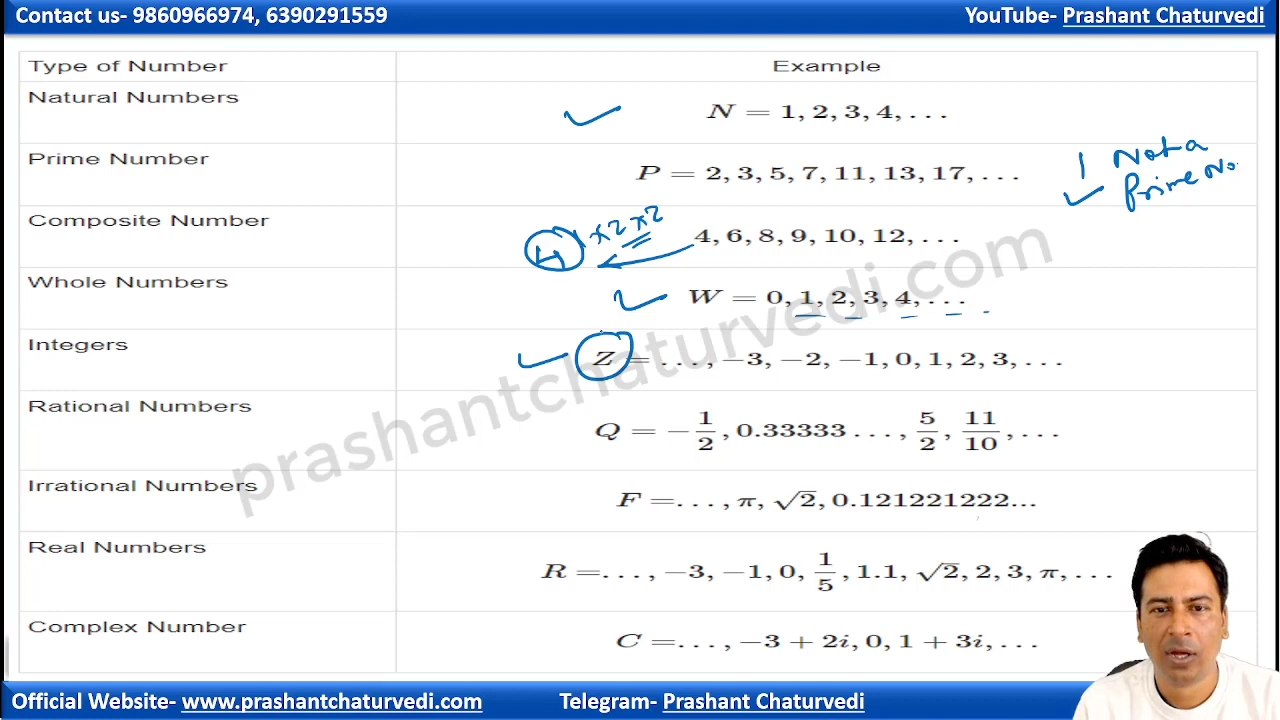 Contact us- 9860966974, 6390291559
YouTube- Prashant Chaturvedi
Type of Number Example
Natural Numbers N = 1, 2, 3, 4, ...
Prime Number P = 2, 3, 5, 7, 11, 13, 17, ...
1 Not a
Prime No.
Composite Number 4, 6, 8, 9, 10, 12, ...
4 x2 x2
Whole Numbers W = 0, 1, 2, 3, 4, ...
Integers Z = ..., −3, −2, −1, 0, 1, 2, 3, ...
Rational Numbers Q = −1/2, 0.33333..., 5/2, 11/10, ...
Irrational Numbers F = ..., π, √2, 0.121221222...
Real Numbers R = ..., −3, −1, 0, 1/5, 1.1, √2, 2, 3, π, ...
Complex Number C = ..., −3 + 2i, 0, 1 + 3i, ...
prashantchaturvedi.com
Official Website- www.prashantchaturvedi.com
Telegram- Prashant Chaturvedi